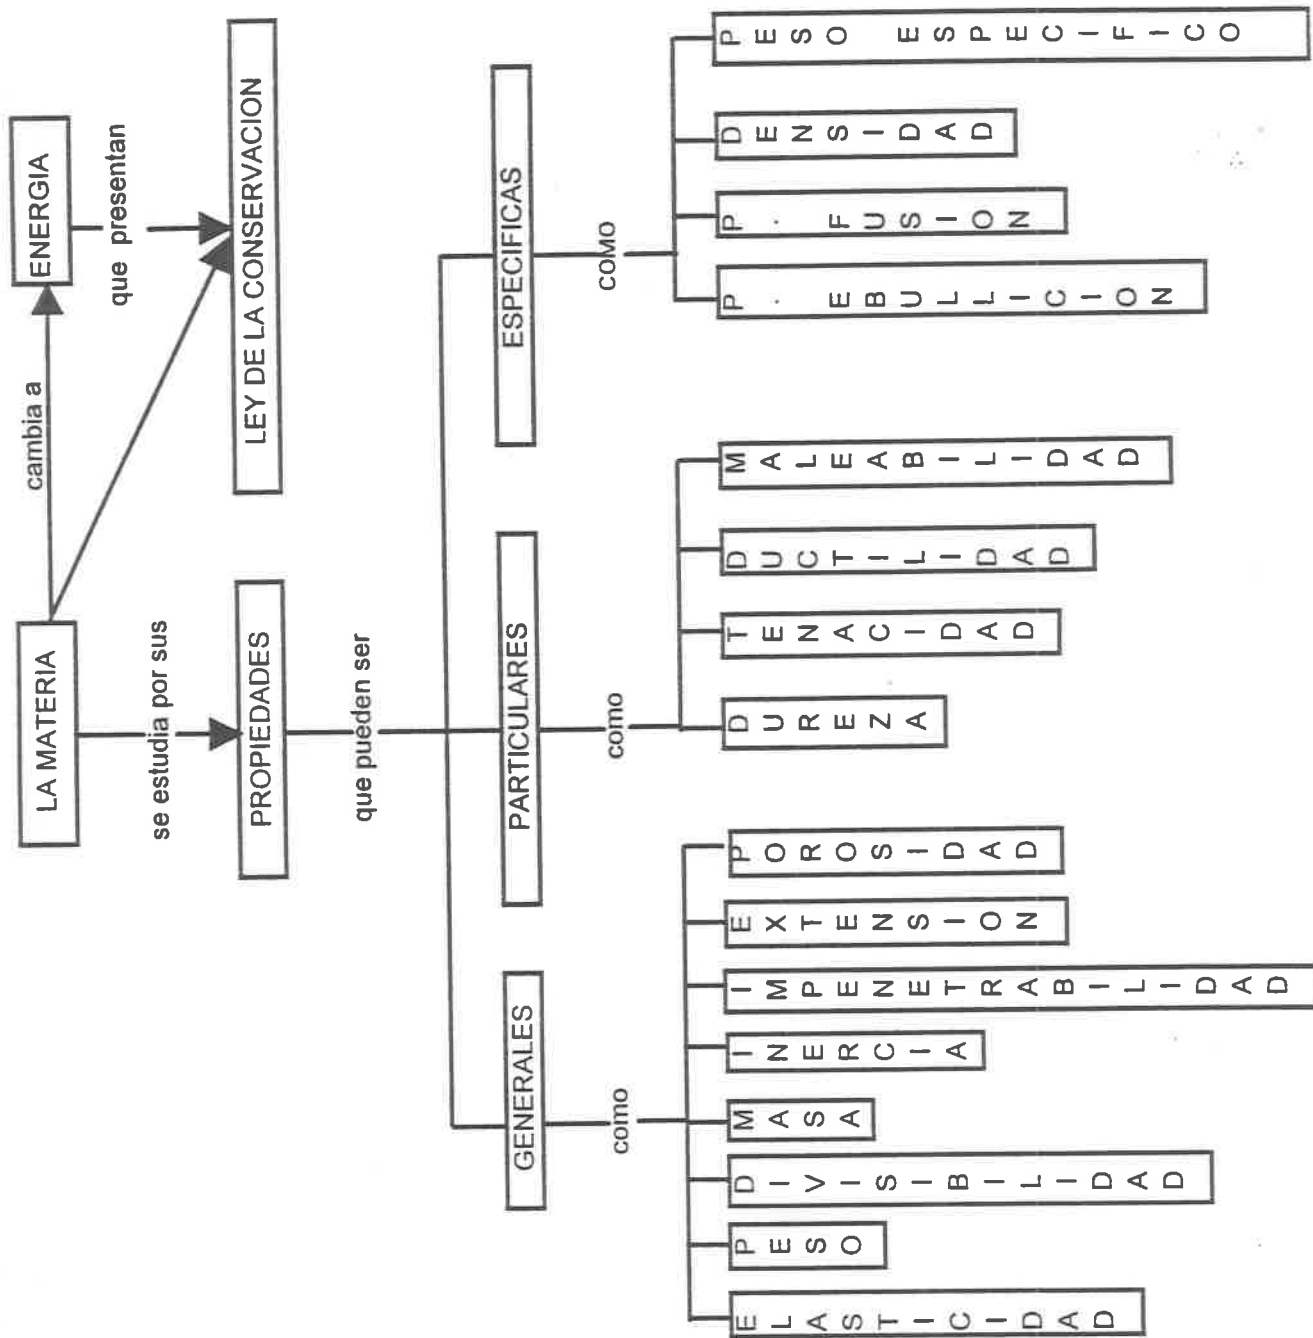 LA MATERIA
cambia a
ENERGIA
que presentan
LEY DE LA CONSERVACION
se estudia por sus
PROPIEDADES
que pueden ser
GENERALES
PARTICULARES
ESPECIFICAS
como
como
COMO
ELASTICIDAD
PESO
DIVISIBILIDAD
MASA
INERCIA
IMPENETRABILIDAD
EXTENSION
POROSIDAD
DUREZA
TENACIDAD
DUCTILIDAD
MALEABILIDAD
P. EBULLICION
P. FUSION
DENSIDAD
PESO ESPECIFICO